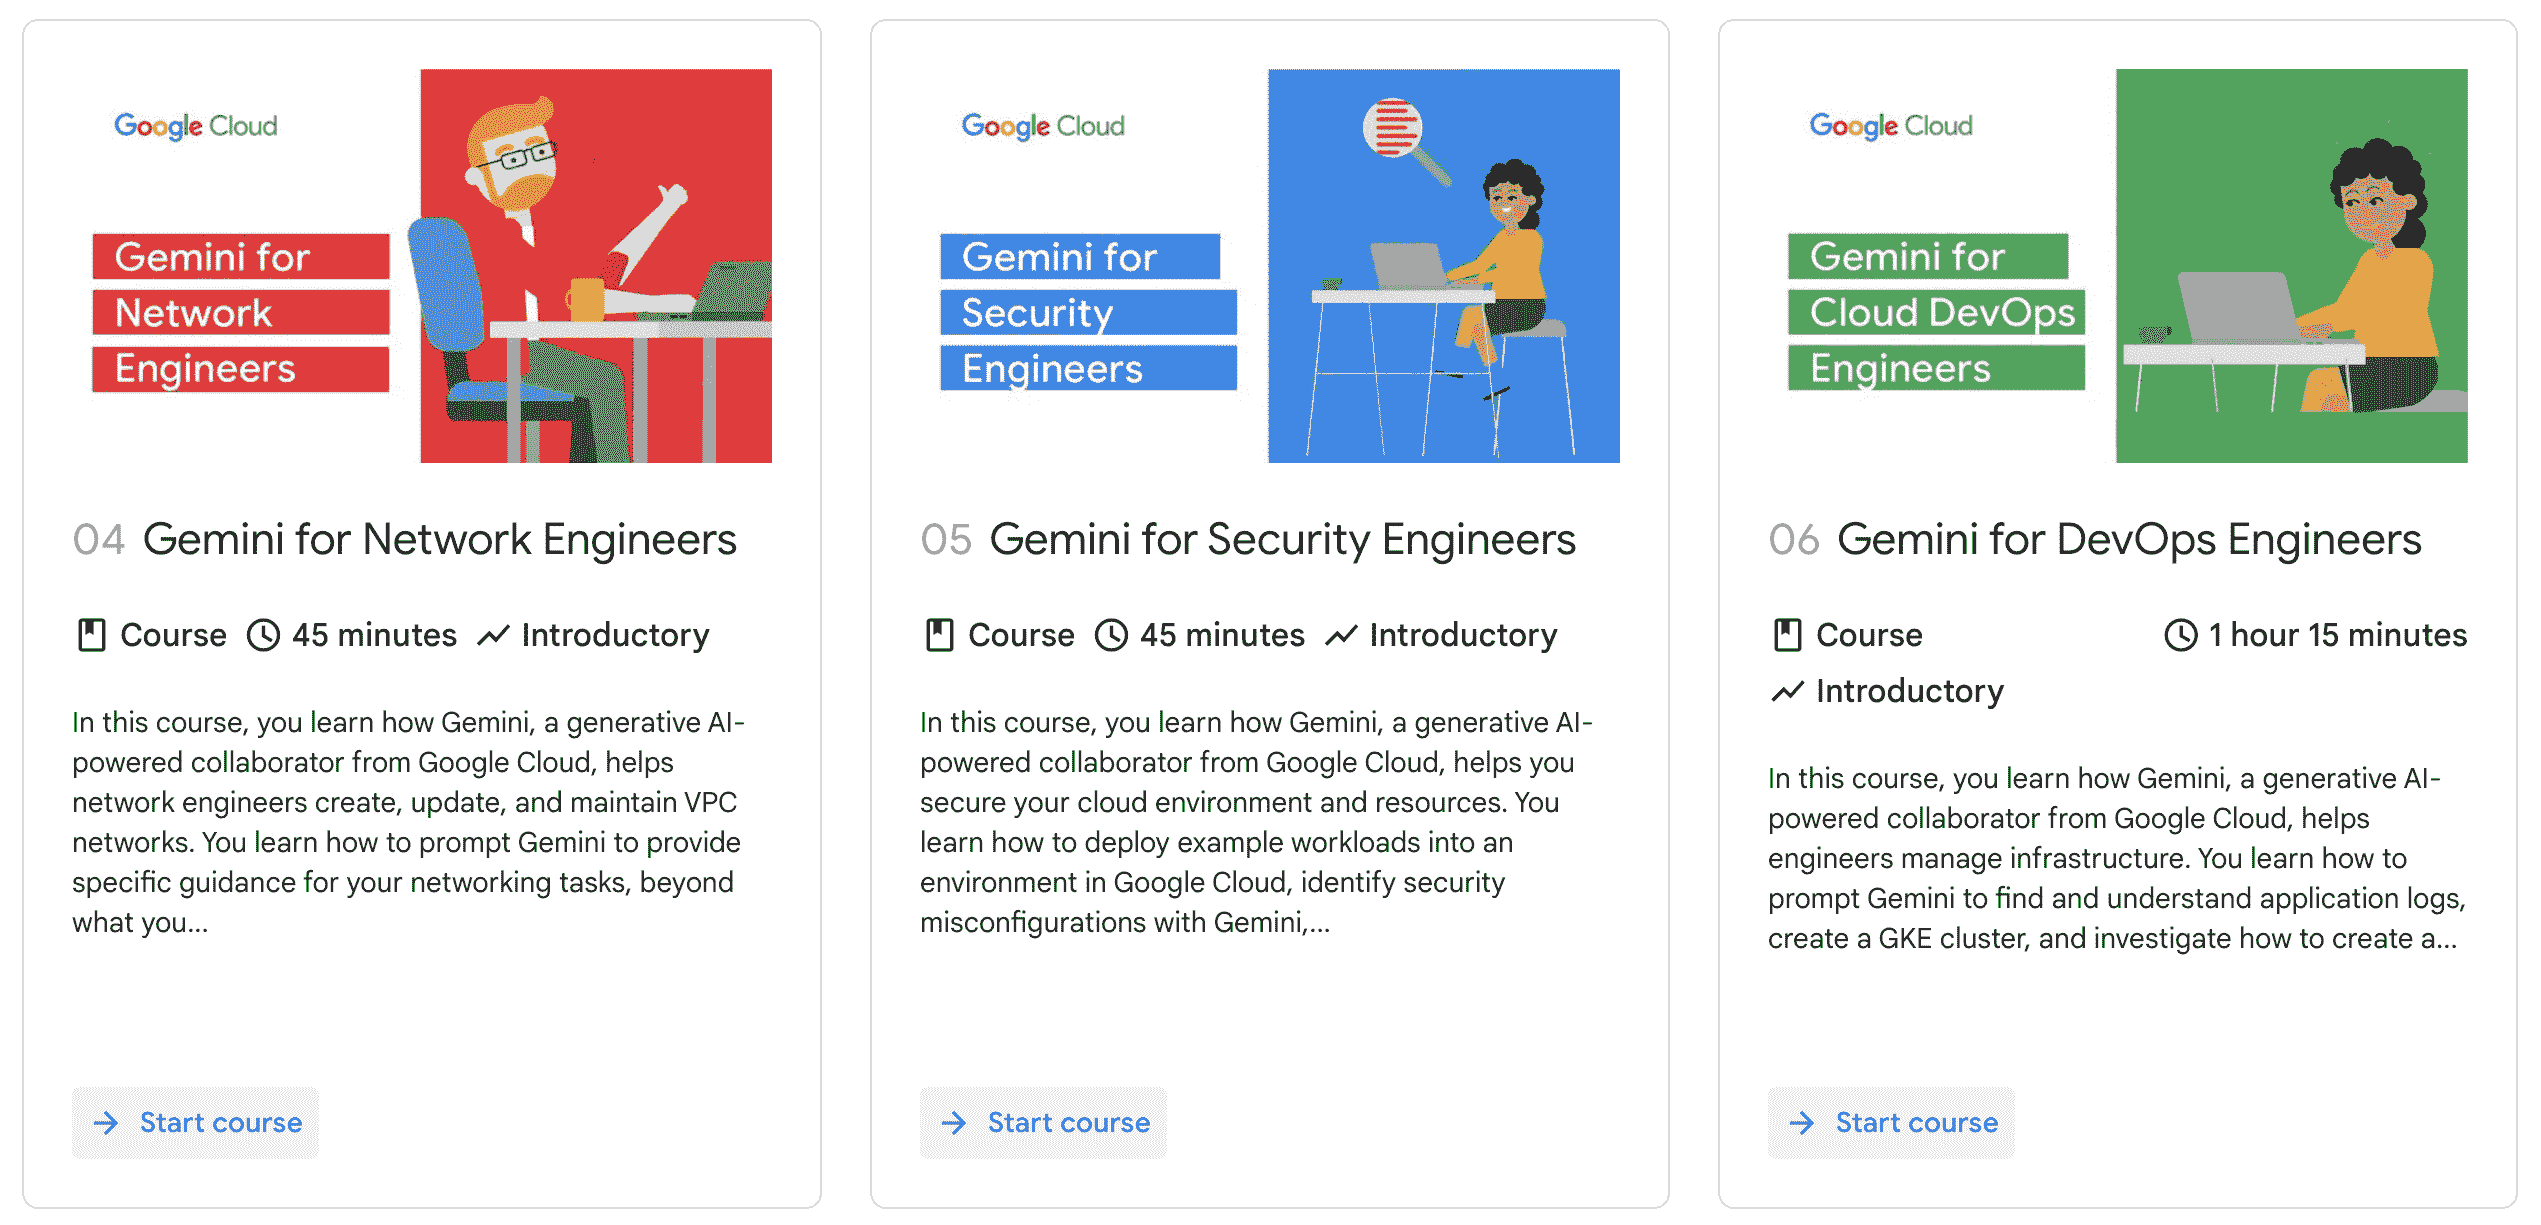 Google Cloud
Gemini for
Network
Engineers
04 Gemini for Network Engineers
Course 45 minutes Introductory
In this course, you learn how Gemini, a generative AI-
powered collaborator from Google Cloud, helps
network engineers create, update, and maintain VPC
networks. You learn how to prompt Gemini to provide
specific guidance for your networking tasks, beyond
what you...
Start course
Google Cloud
Gemini for
Security
Engineers
05 Gemini for Security Engineers
Course 45 minutes Introductory
In this course, you learn how Gemini, a generative AI-
powered collaborator from Google Cloud, helps you
secure your cloud environment and resources. You
learn how to deploy example workloads into an
environment in Google Cloud, identify security
misconfigurations with Gemini,...
Start course
Google Cloud
Gemini for
Cloud DevOps
Engineers
06 Gemini for DevOps Engineers
Course 1 hour 15 minutes
Introductory
In this course, you learn how Gemini, a generative AI-
powered collaborator from Google Cloud, helps
engineers manage infrastructure. You learn how to
prompt Gemini to find and understand application logs,
create a GKE cluster, and investigate how to create a...
Start course